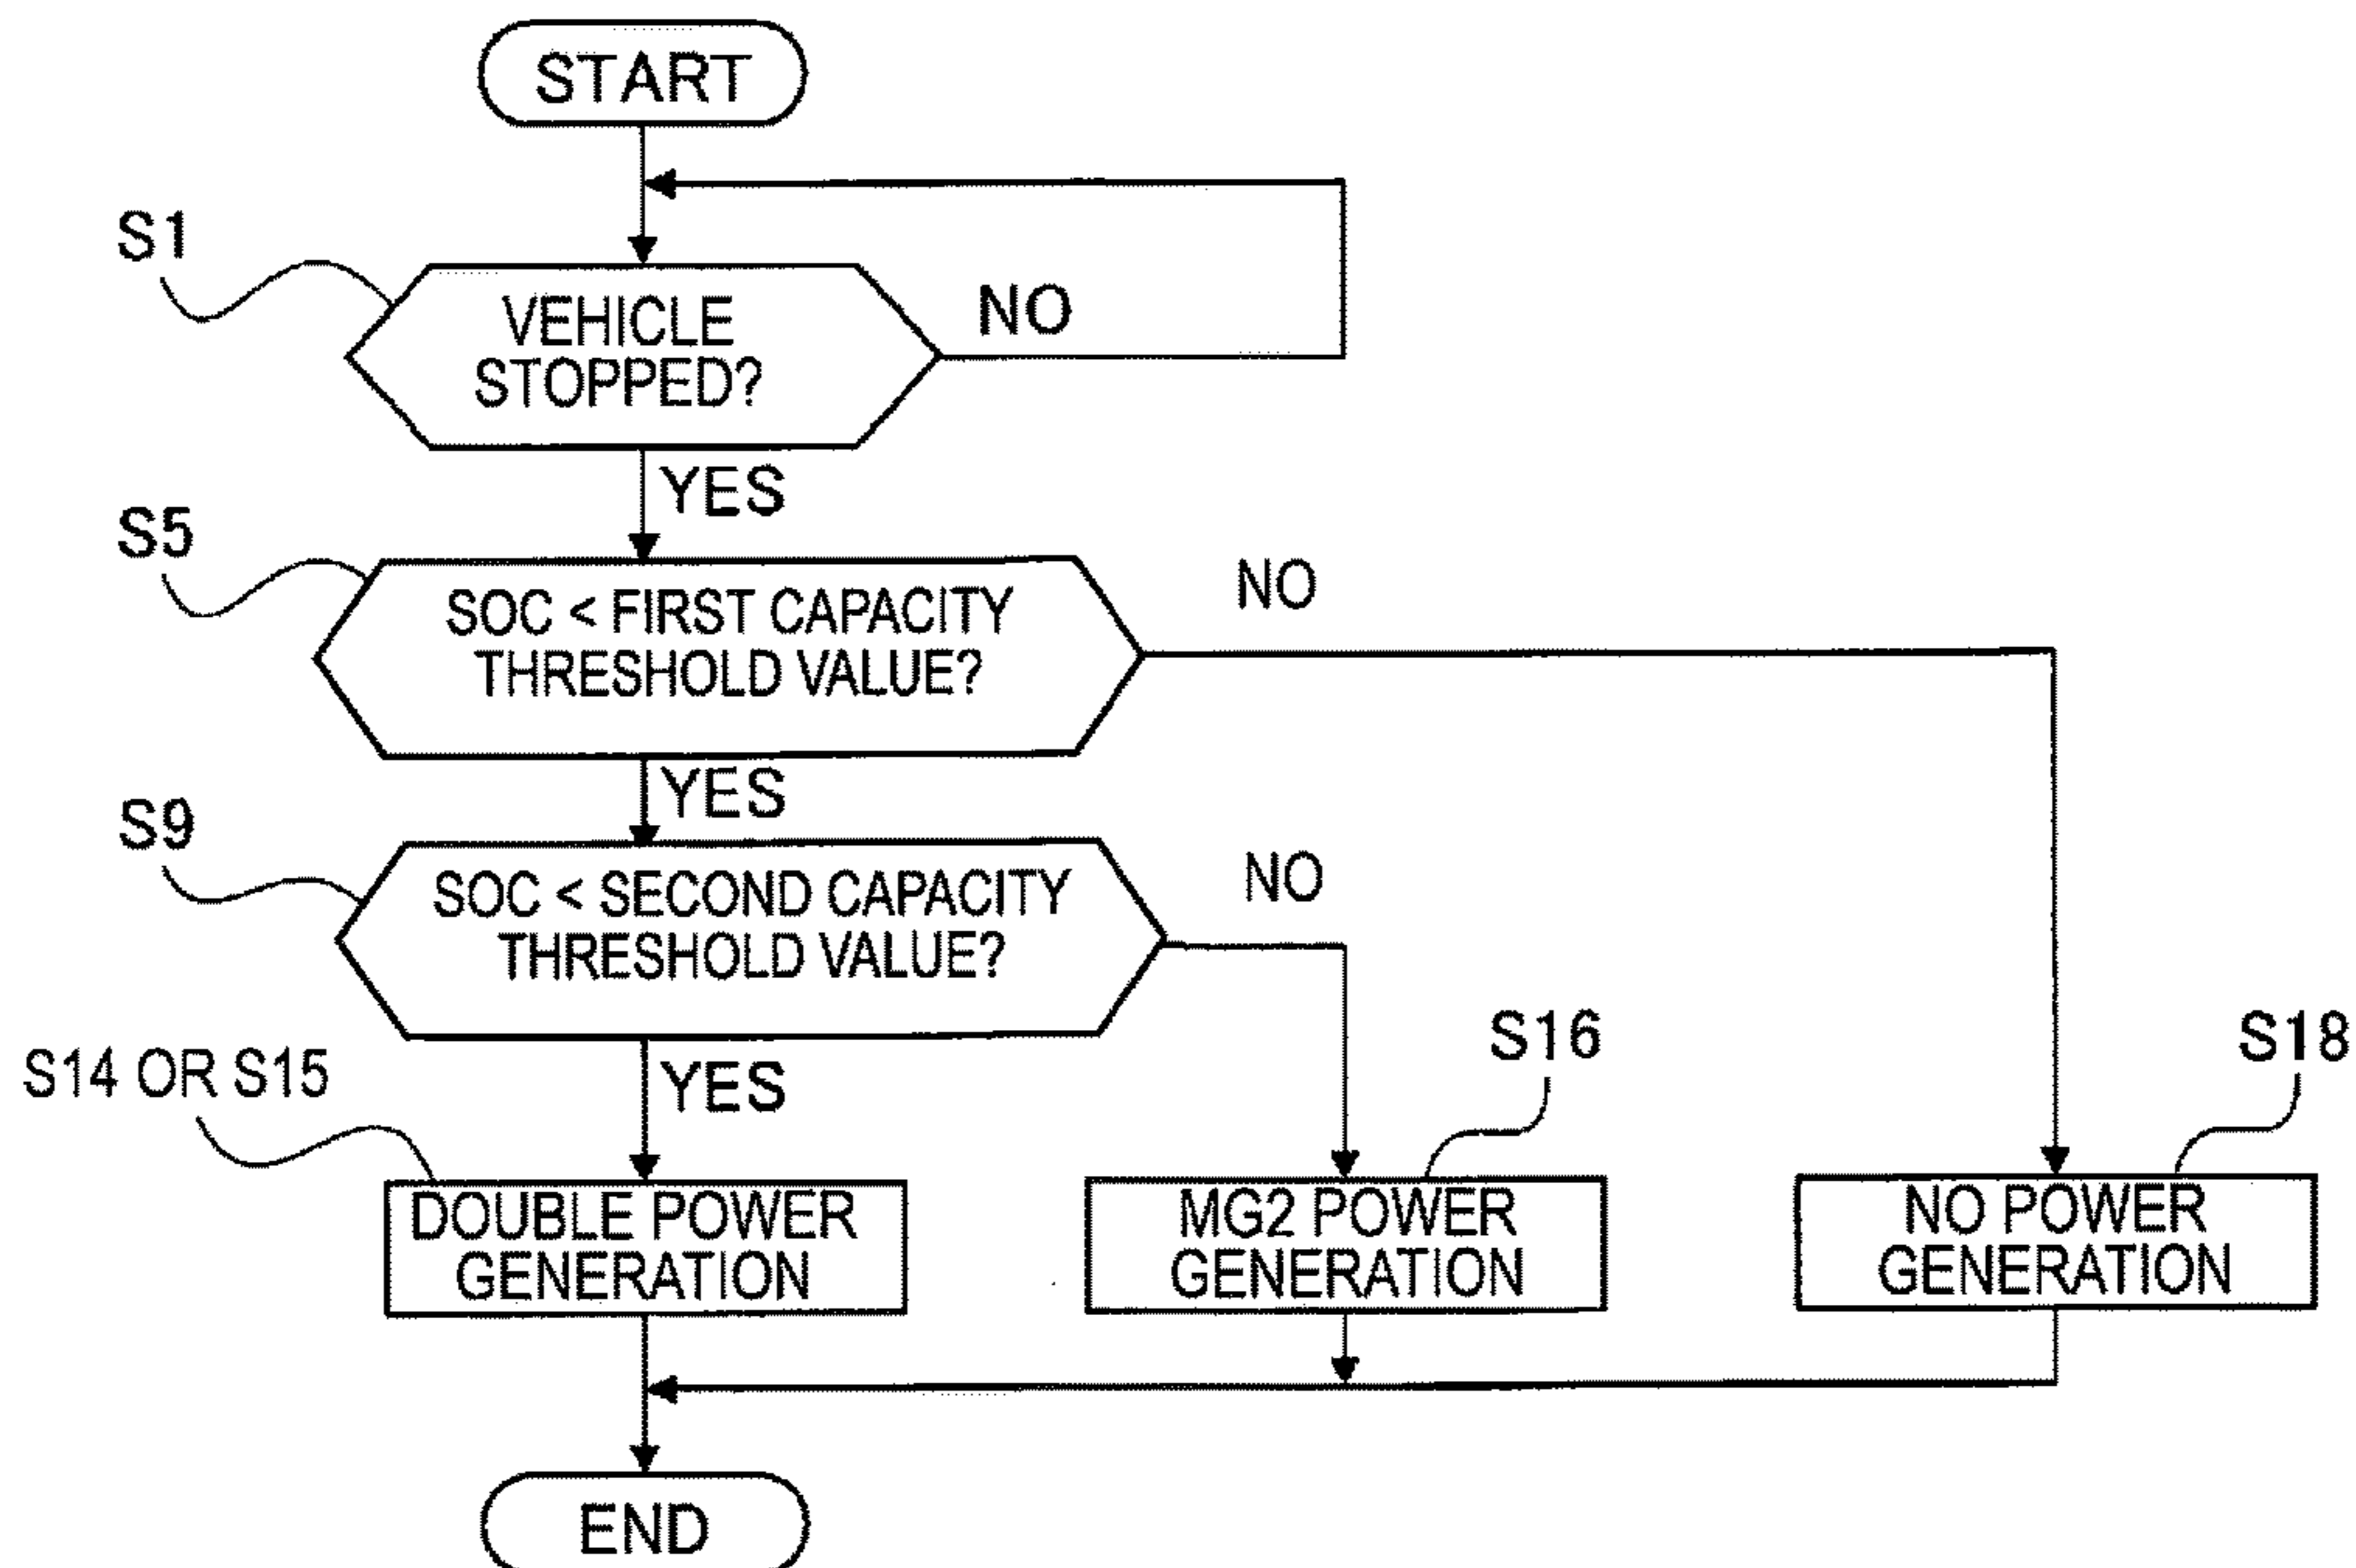 START
S1
VEHICLE
STOPPED?
NO
YES
S5
SOC < FIRST CAPACITY
THRESHOLD VALUE?
NO
YES
S9
SOC < SECOND CAPACITY
THRESHOLD VALUE?
NO
S14 OR S15
YES
S16
S18
DOUBLE POWER
GENERATION
MG2 POWER
GENERATION
NO POWER
GENERATION
END